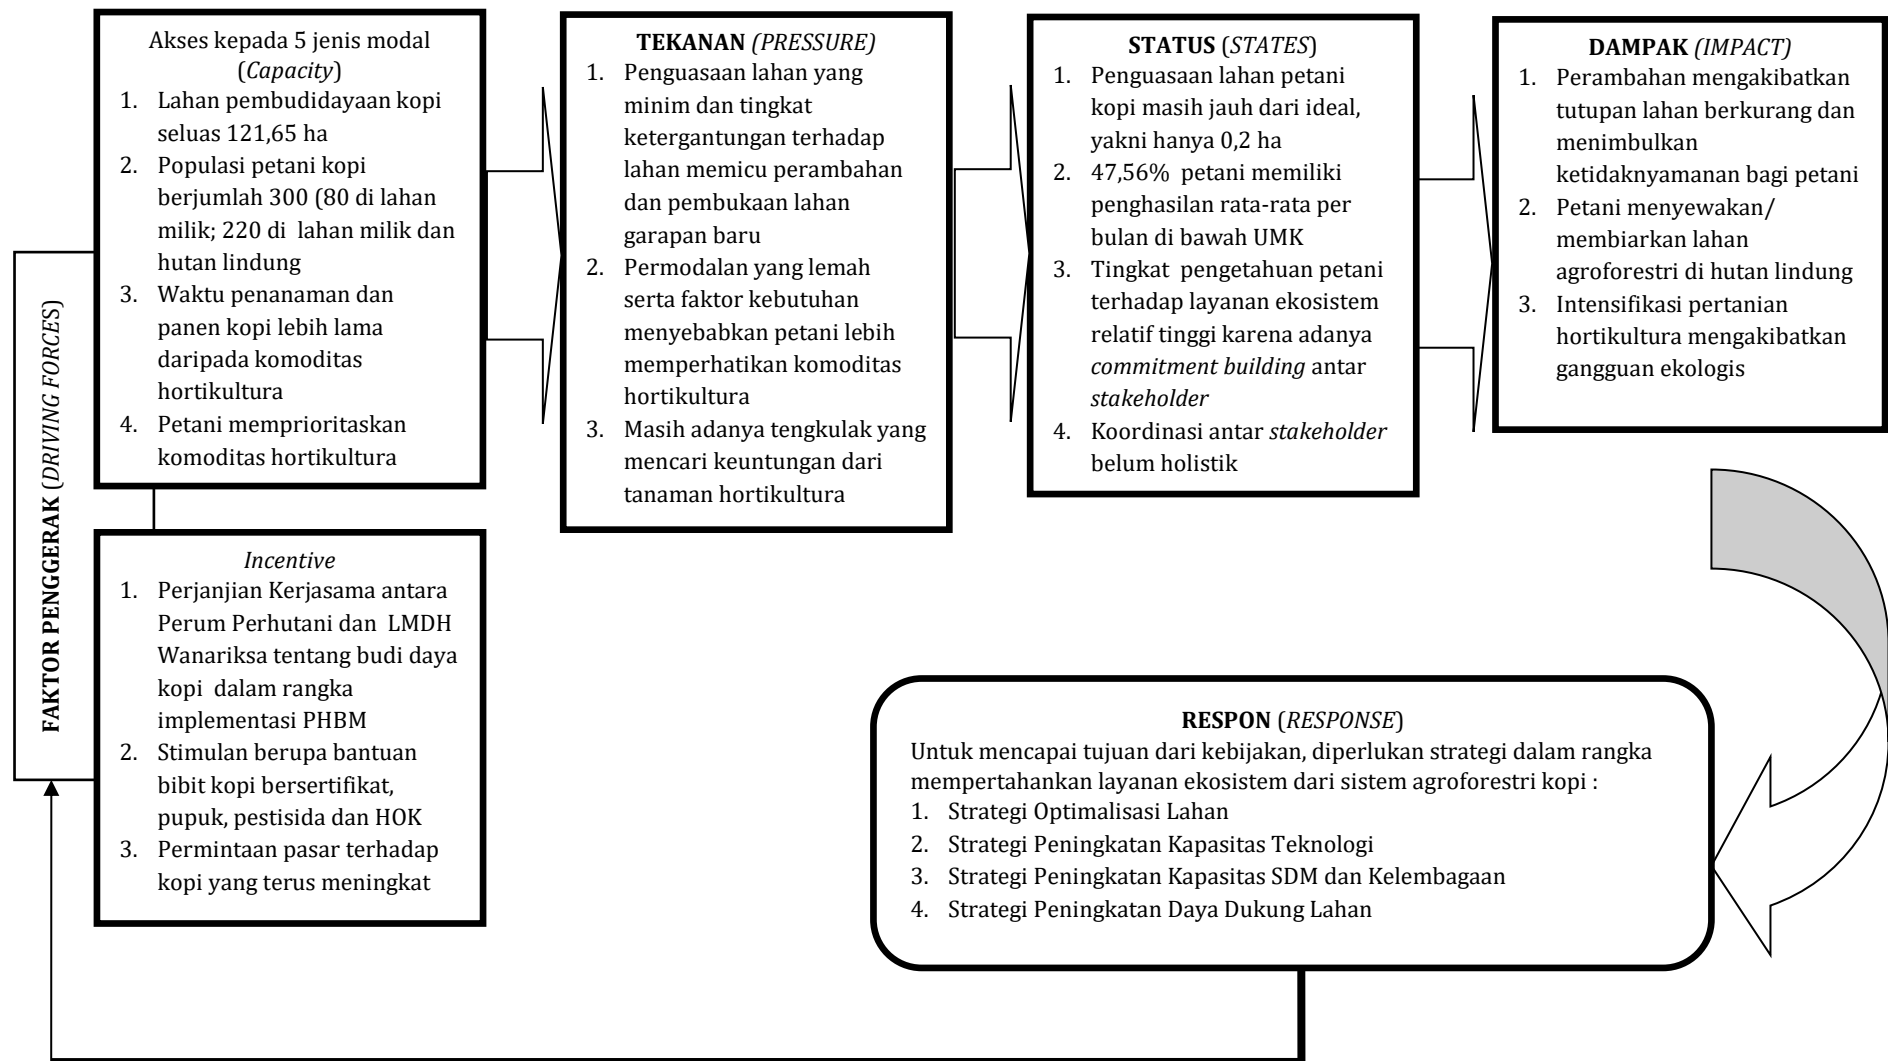 FAKTOR PENGGERAK (DRIVING FORCES)
Akses kepada 5 jenis modal
(Capacity)
1. Lahan pembudidayaan kopi
seluas 121,65 ha
2. Populasi petani kopi
berjumlah 300 (80 di lahan
milik; 220 di lahan milik dan
hutan lindung
3. Waktu penanaman dan
panen kopi lebih lama
daripada komoditas
hortikultura
4. Petani memprioritaskan
komoditas hortikultura
Incentive
1. Perjanjian Kerjasama antara
Perum Perhutani dan LMDH
Wanariksa tentang budi daya
kopi dalam rangka
implementasi PHBM
2. Stimulan berupa bantuan
bibit kopi bersertifikat,
pupuk, pestisida dan HOK
3. Permintaan pasar terhadap
kopi yang terus meningkat
TEKANAN (PRESSURE)
1. Penguasaan lahan yang
minim dan tingkat
ketergantungan terhadap
lahan memicu perambahan
dan pembukaan lahan
garapan baru
2. Permodalan yang lemah
serta faktor kebutuhan
menyebabkan petani lebih
memperhatikan komoditas
hortikultura
3. Masih adanya tengkulak yang
mencari keuntungan dari
tanaman hortikultura
STATUS (STATES)
1. Penguasaan lahan petani
kopi masih jauh dari ideal,
yakni hanya 0,2 ha
2. 47,56% petani memiliki
penghasilan rata-rata per
bulan di bawah UMK
3. Tingkat pengetahuan petani
terhadap layanan ekosistem
relatif tinggi karena adanya
commitment building antar
stakeholder
4. Koordinasi antar stakeholder
belum holistik
DAMPAK (IMPACT)
1. Perambahan mengakibatkan
tutupan lahan berkurang dan
menimbulkan
ketidaknyamanan bagi petani
2. Petani menyewakan/
membiarkan lahan
agroforestri di hutan lindung
3. Intensifikasi pertanian
hortikultura mengakibatkan
gangguan ekologis
RESPON (RESPONSE)
Untuk mencapai tujuan dari kebijakan, diperlukan strategi dalam rangka
mempertahankan layanan ekosistem dari sistem agroforestri kopi :
1. Strategi Optimalisasi Lahan
2. Strategi Peningkatan Kapasitas Teknologi
3. Strategi Peningkatan Kapasitas SDM dan Kelembagaan
4. Strategi Peningkatan Daya Dukung Lahan